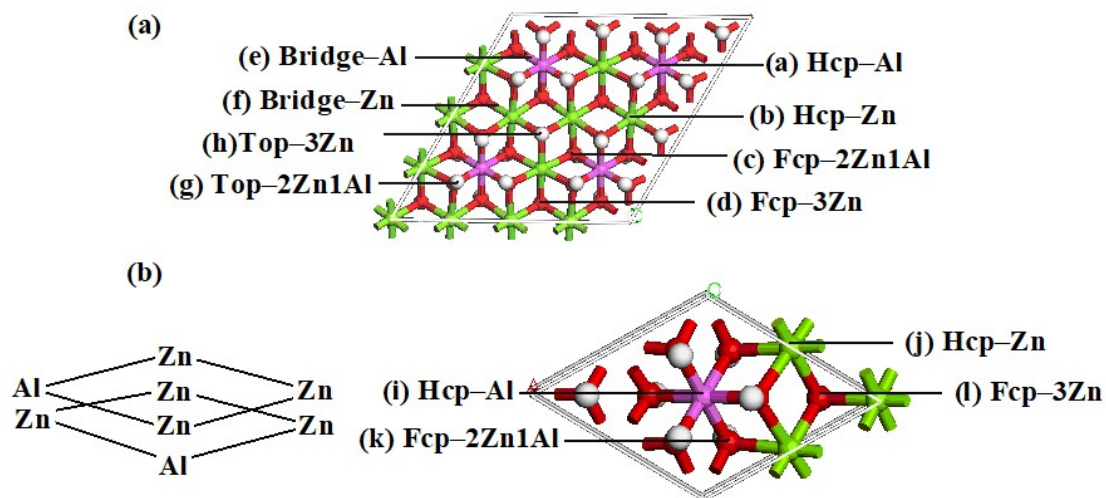 (a)
(e) Bridge–Al
(a) Hcp–Al
(f) Bridge–Zn
(b) Hcp–Zn
(h)Top–3Zn
(c) Fcp–2Zn1Al
(g) Top–2Zn1Al
(d) Fcp–3Zn
(b)
Zn
Al Zn Zn
Zn Zn Zn
Al
(j) Hcp–Zn
(i) Hcp–Al
(l) Fcp–3Zn
(k) Fcp–2Zn1Al